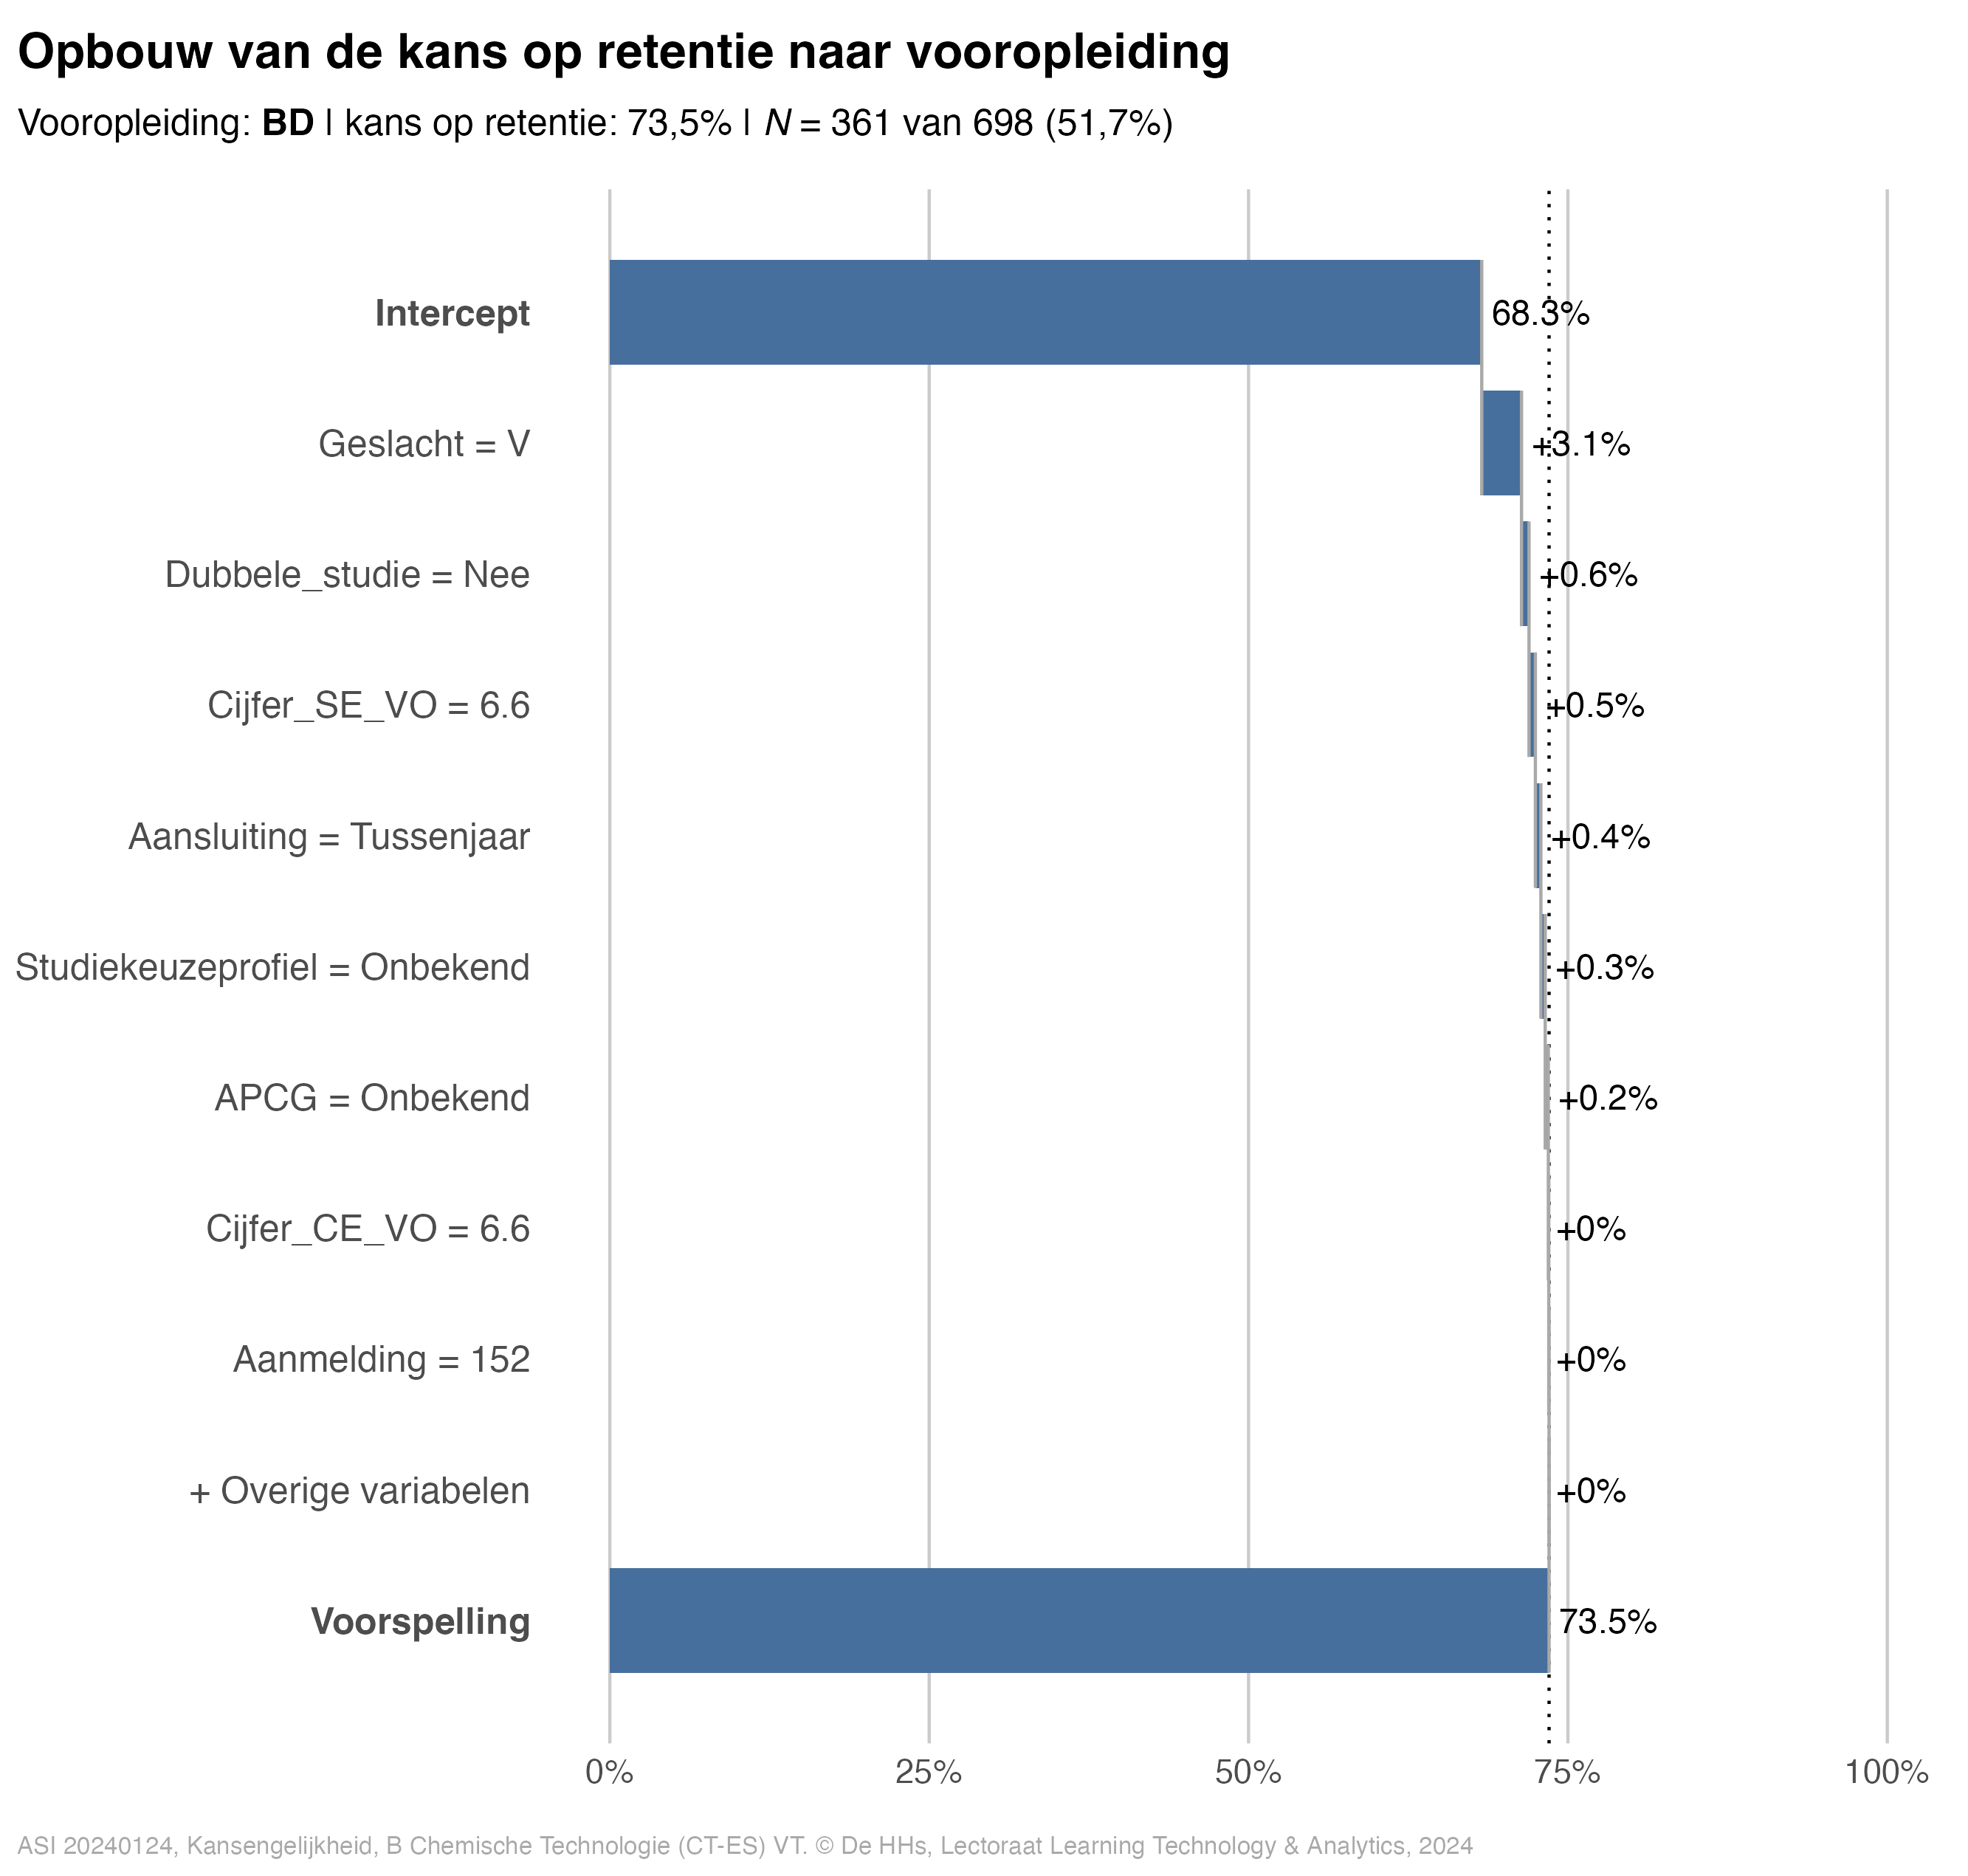 Opbouw van de kans op retentie naar vooropleiding
Vooropleiding: BD | kans op retentie: 73,5% | N = 361 van 698 (51,7%)
Intercept 68.3%
Geslacht = V +3.1%
Dubbele_studie = Nee +0.6%
Cijfer_SE_VO = 6.6 +0.5%
Aansluiting = Tussenjaar +0.4%
Studiekeuzeprofiel = Onbekend +0.3%
APCG = Onbekend +0.2%
Cijfer_CE_VO = 6.6 +0%
Aanmelding = 152 +0%
+ Overige variabelen +0%
Voorspelling 73.5%
0% 25% 50% 75% 100%
ASI 20240124, Kansengelijkheid, B Chemische Technologie (CT-ES) VT. © De HHs, Lectoraat Learning Technology & Analytics, 2024